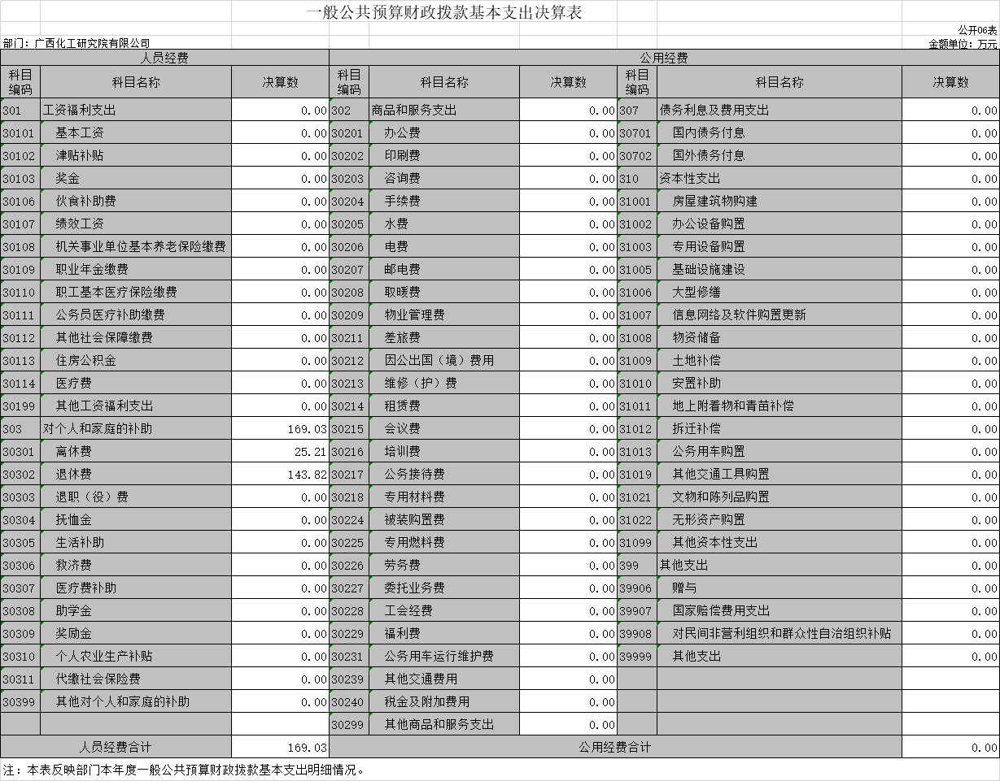 一般公共预算财政拨款基本支出决算表
公开06表
部门：广西化工研究院有限公司 金额单位：万元
人员经费 公用经费
科目编码 科目名称 决算数 科目编码 科目名称 决算数 科目编码 科目名称 决算数
301 工资福利支出 0.00 302 商品和服务支出 0.00 307 债务利息及费用支出 0.00
30101 基本工资 0.00 30201 办公费 0.00 30701 国内债务付息 0.00
30102 津贴补贴 0.00 30202 印刷费 0.00 30702 国外债务付息 0.00
30103 奖金 0.00 30203 咨询费 0.00 310 资本性支出 0.00
30106 伙食补助费 0.00 30204 手续费 0.00 31001 房屋建筑物购建 0.00
30107 绩效工资 0.00 30205 水费 0.00 31002 办公设备购置 0.00
30108 机关事业单位基本养老保险缴费 0.00 30206 电费 0.00 31003 专用设备购置 0.00
30109 职业年金缴费 0.00 30207 邮电费 0.00 31005 基础设施建设 0.00
30110 职工基本医疗保险缴费 0.00 30208 取暖费 0.00 31006 大型修缮 0.00
30111 公务员医疗补助缴费 0.00 30209 物业管理费 0.00 31007 信息网络及软件购置更新 0.00
30112 其他社会保障缴费 0.00 30211 差旅费 0.00 31008 物资储备 0.00
30113 住房公积金 0.00 30212 因公出国（境）费用 0.00 31009 土地补偿 0.00
30114 医疗费 0.00 30213 维修（护）费 0.00 31010 安置补助 0.00
30199 其他工资福利支出 0.00 30214 租赁费 0.00 31011 地上附着物和青苗补偿 0.00
303 对个人和家庭的补助 169.03 30215 会议费 0.00 31012 拆迁补偿 0.00
30301 离休费 25.21 30216 培训费 0.00 31013 公务用车购置 0.00
30302 退休费 143.82 30217 公务接待费 0.00 31019 其他交通工具购置 0.00
30303 退职（役）费 0.00 30218 专用材料费 0.00 31021 文物和陈列品购置 0.00
30304 抚恤金 0.00 30224 被装购置费 0.00 31022 无形资产购置 0.00
30305 生活补助 0.00 30225 专用燃料费 0.00 31099 其他资本性支出 0.00
30306 救济费 0.00 30226 劳务费 0.00 399 其他支出 0.00
30307 医疗费补助 0.00 30227 委托业务费 0.00 39906 赠与 0.00
30308 助学金 0.00 30228 工会经费 0.00 39907 国家赔偿费用支出 0.00
30309 奖励金 0.00 30229 福利费 0.00 39908 对民间非营利组织和群众性自治组织补贴 0.00
30310 个人农业生产补贴 0.00 30231 公务用车运行维护费 0.00 39999 其他支出 0.00
30311 代缴社会保险费 0.00 30239 其他交通费用 0.00
30399 其他对个人和家庭的补助 0.00 30240 税金及附加费用 0.00
30299 其他商品和服务支出 0.00
人员经费合计 169.03 公用经费合计 0.00
注：本表反映部门本年度一般公共预算财政拨款基本支出明细情况。